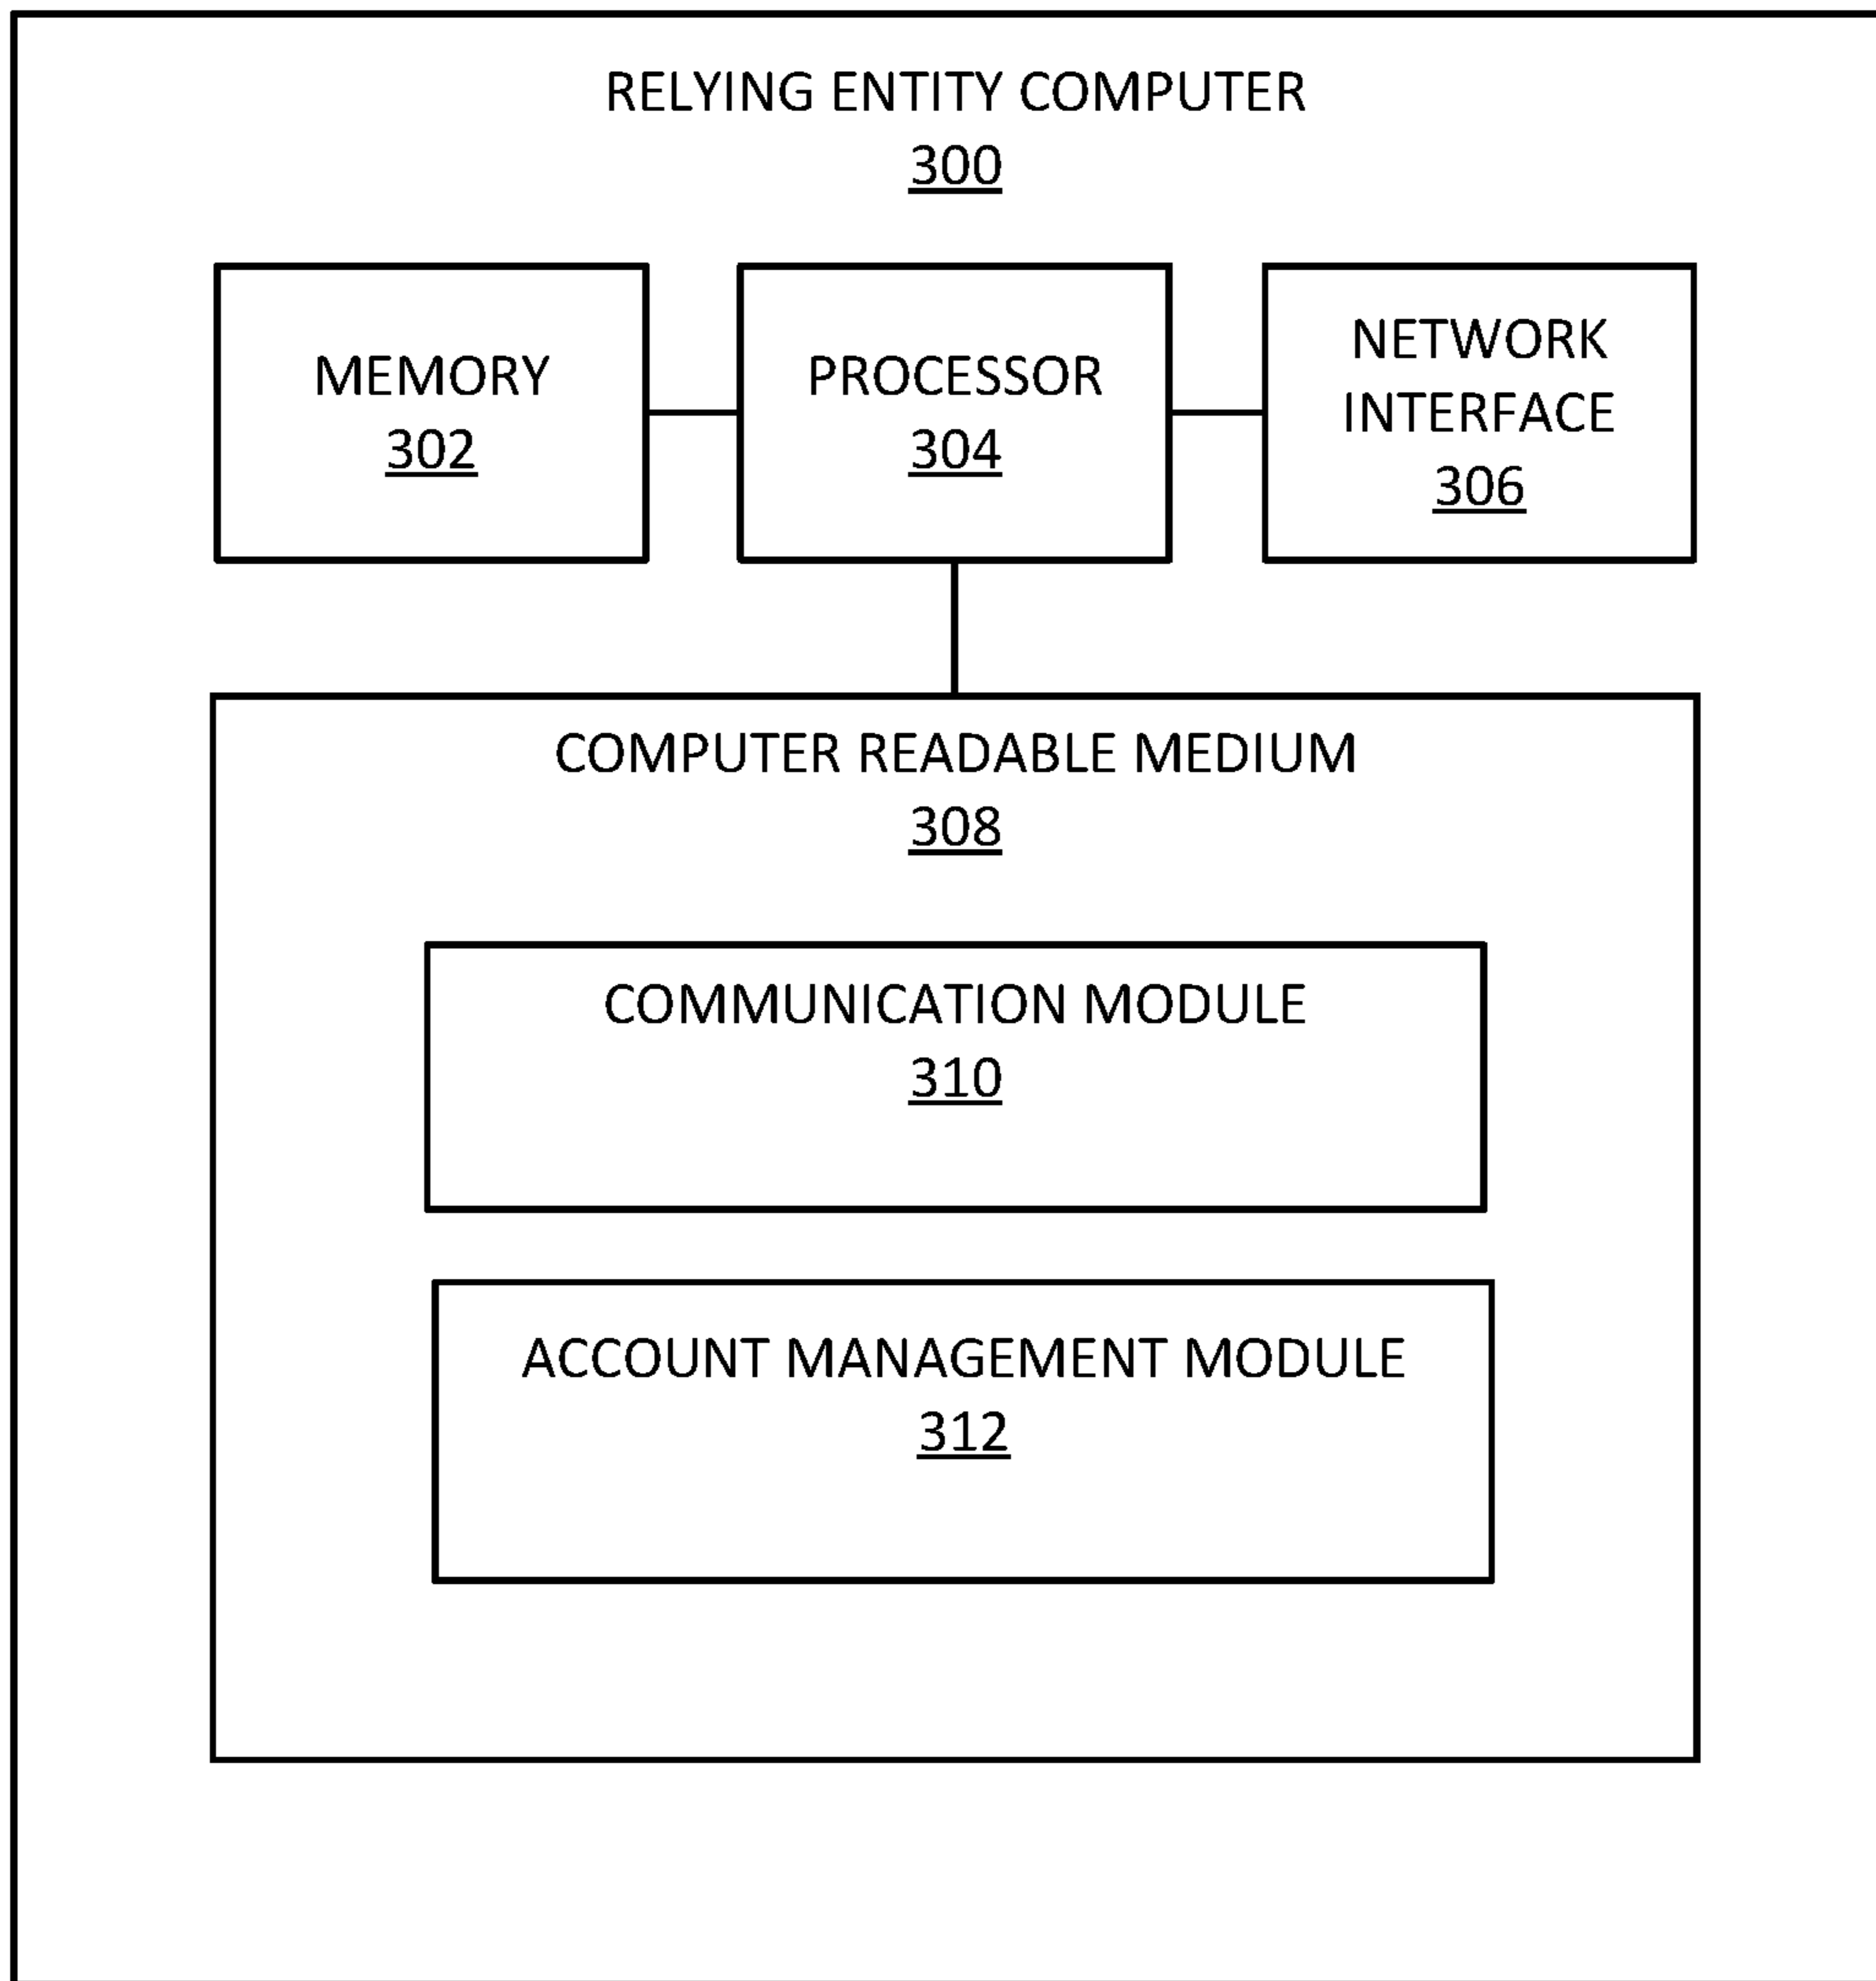 RELYING ENTITY COMPUTER
300
MEMORY
302
PROCESSOR
304
NETWORK
INTERFACE
306
COMPUTER READABLE MEDIUM
308
COMMUNICATION MODULE
310
ACCOUNT MANAGEMENT MODULE
312